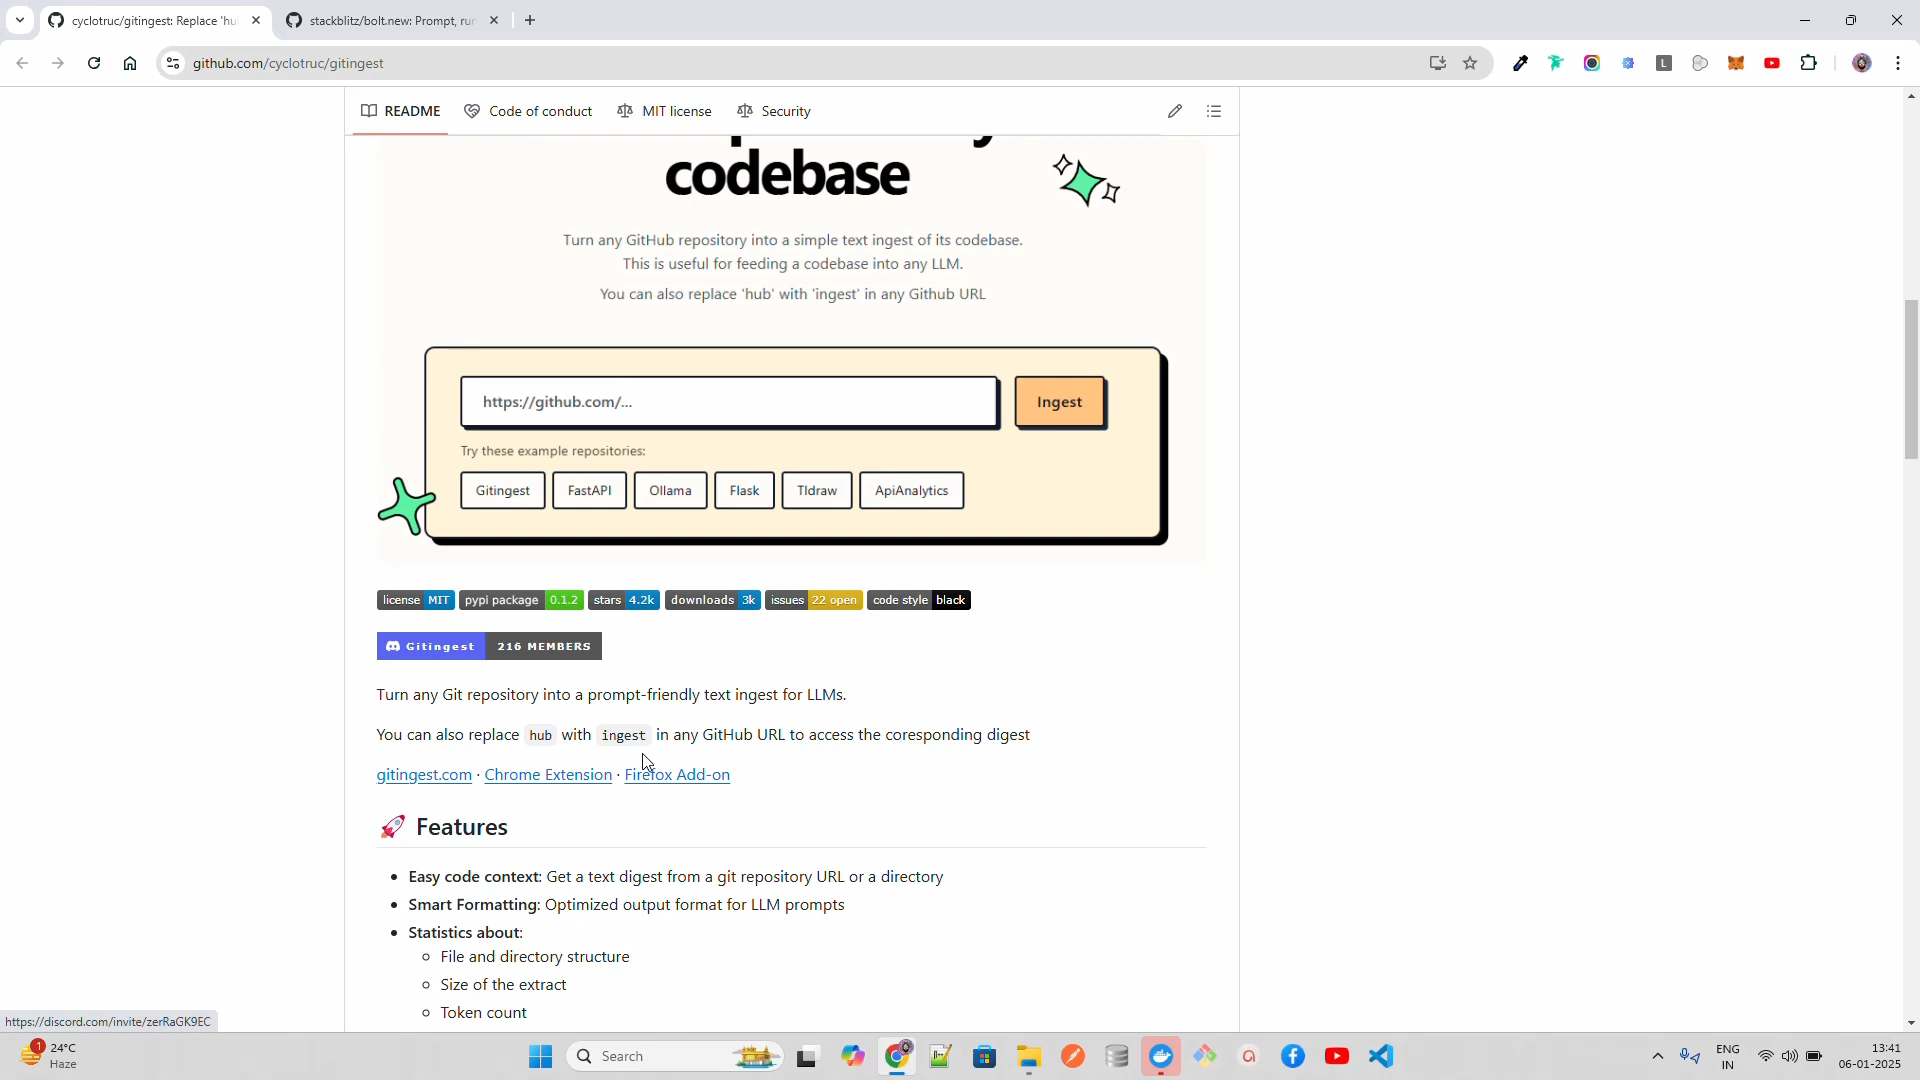 cyclotruc/gitingest: Replace 'hu
stackblitz/bolt.new: Prompt, run
github.com/cyclotruc/gitingest
README
Code of conduct
MIT license
Security
codebase
Turn any GitHub repository into a simple text ingest of its codebase.
This is useful for feeding a codebase into any LLM.
You can also replace 'hub' with 'ingest' in any Github URL
https://github.com/...
Ingest
Try these example repositories:
Gitingest
FastAPI
Ollama
Flask
Tldraw
ApiAnalytics
license MIT
pypi package 0.1.2
stars 4.2k
downloads 3k
issues 22 open
code style black
Gitingest 216 MEMBERS
Turn any Git repository into a prompt-friendly text ingest for LLMs.
You can also replace hub with ingest in any GitHub URL to access the coresponding digest
gitingest.com · Chrome Extension · Firefox Add-on
🚀 Features
• Easy code context: Get a text digest from a git repository URL or a directory
• Smart Formatting: Optimized output format for LLM prompts
• Statistics about:
○ File and directory structure
○ Size of the extract
○ Token count
https://discord.com/invite/zerRaGK9EC
1
24°C
Haze
Search
ENG
IN
13:41
06-01-2025